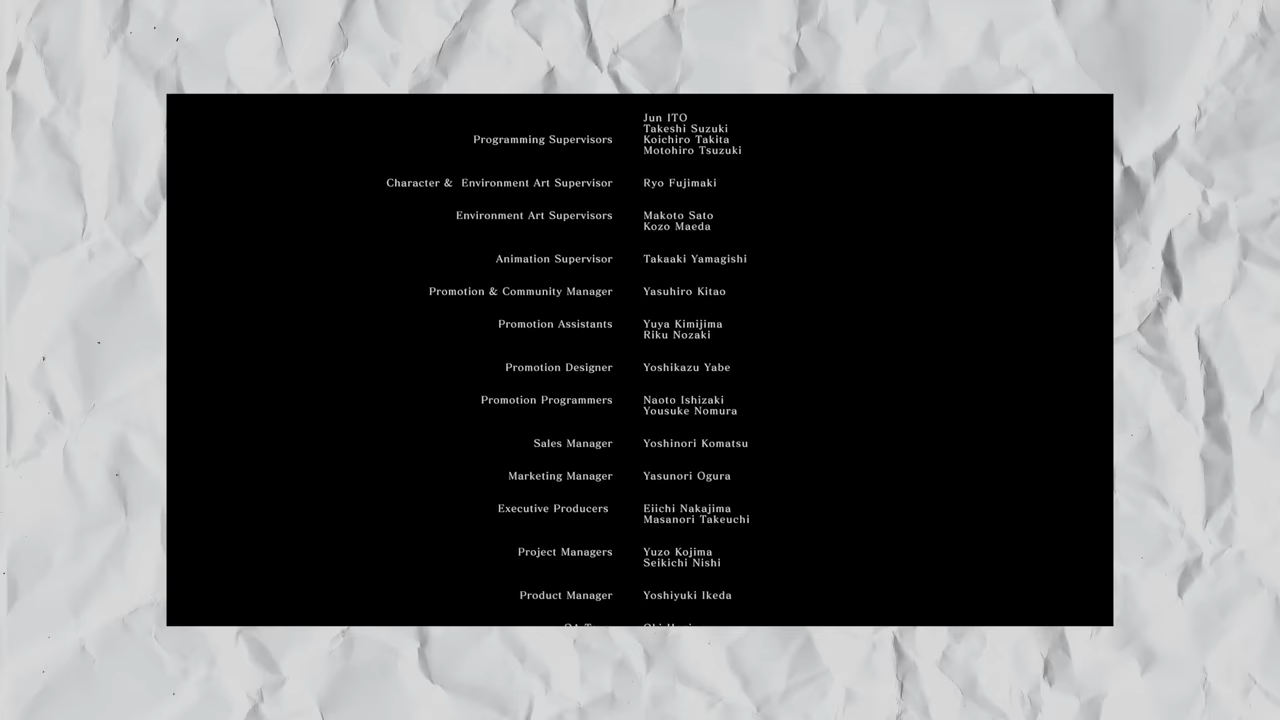 Jun ITO
Takeshi Suzuki
Programming Supervisors Koichiro Takita
Motohiro Tsuzuki
Character & Environment Art Supervisor Ryo Fujimaki
Environment Art Supervisors Makoto Sato
Kozo Maeda
Animation Supervisor Takaaki Yamagishi
Promotion & Community Manager Yasuhiro Kitao
Promotion Assistants Yuya Kimijima
Riku Nozaki
Promotion Designer Yoshikazu Yabe
Promotion Programmers Naoto Ishizaki
Yousuke Nomura
Sales Manager Yoshinori Komatsu
Marketing Manager Yasunori Ogura
Executive Producers Eiichi Nakajima
Masanori Takeuchi
Project Managers Yuzo Kojima
Seikichi Nishi
Product Manager Yoshiyuki Ikeda